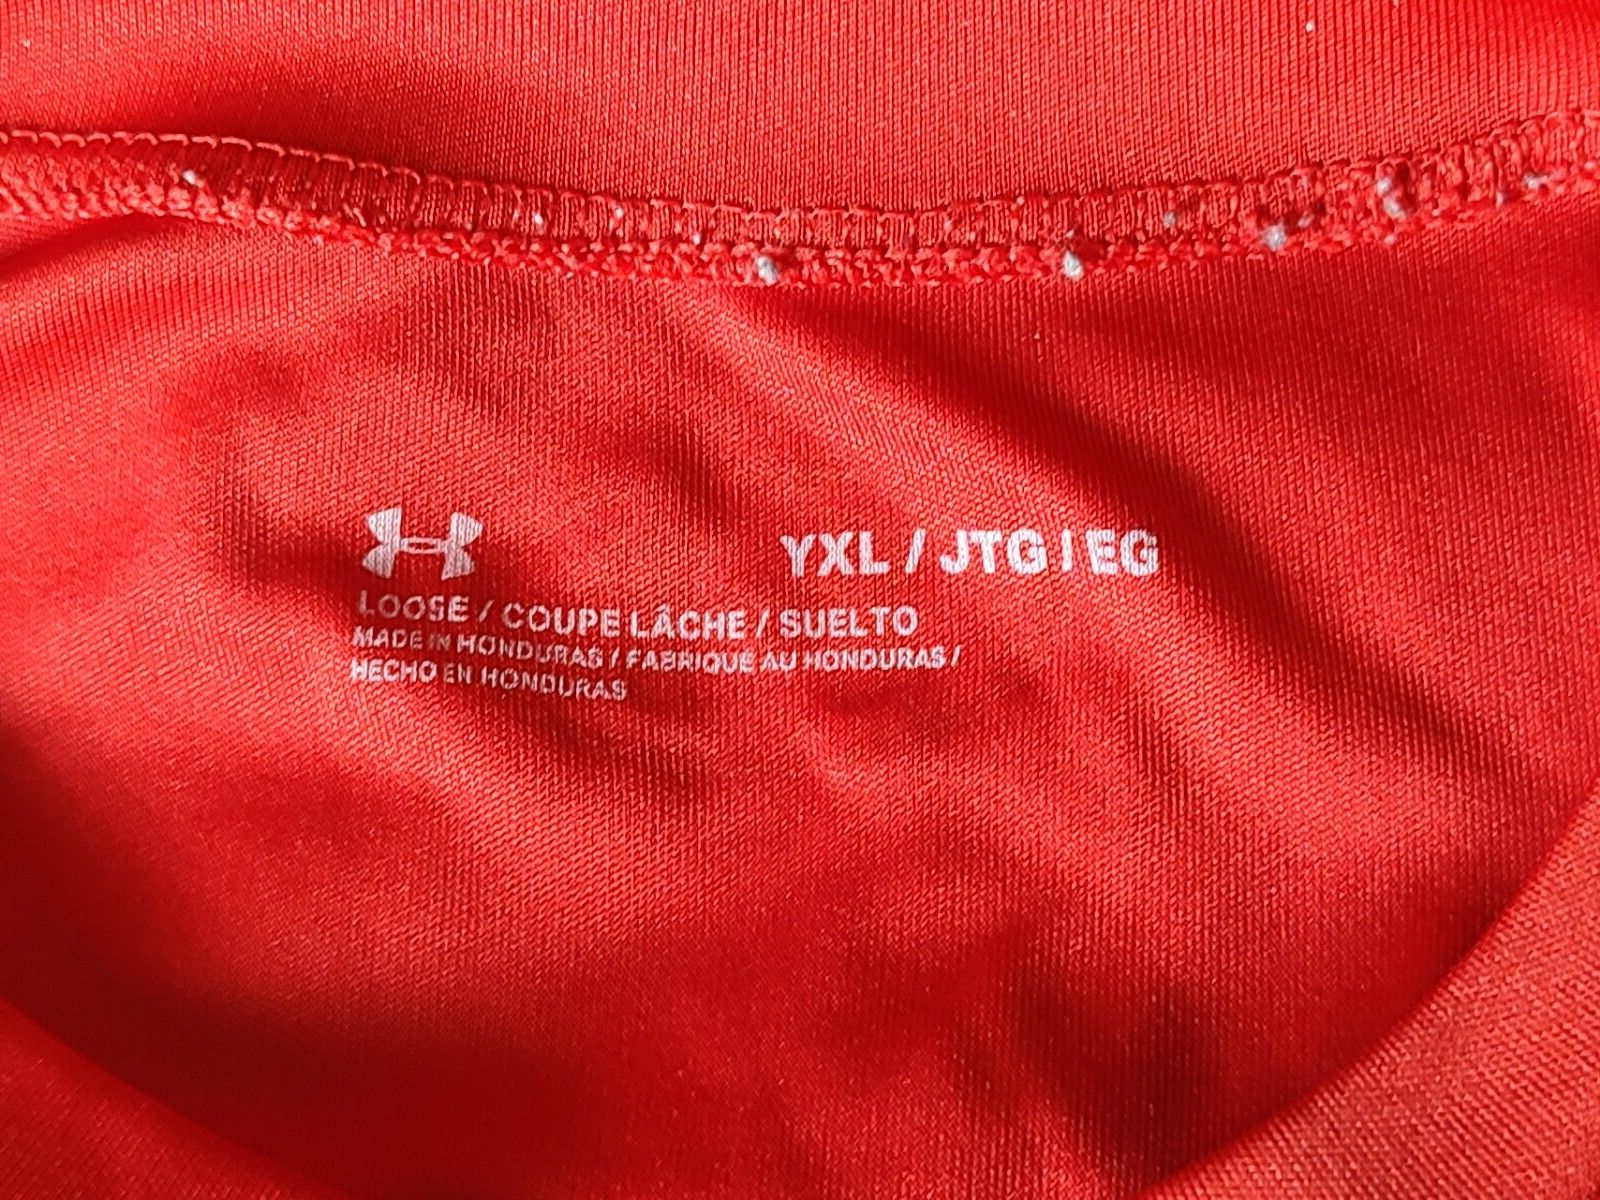 YXL / JTG / EG
LOOSE / COUPE LÂCHE / SUELTO
MADE IN HONDURAS / FABRIQUÉ AU HONDURAS /
HECHO EN HONDURAS